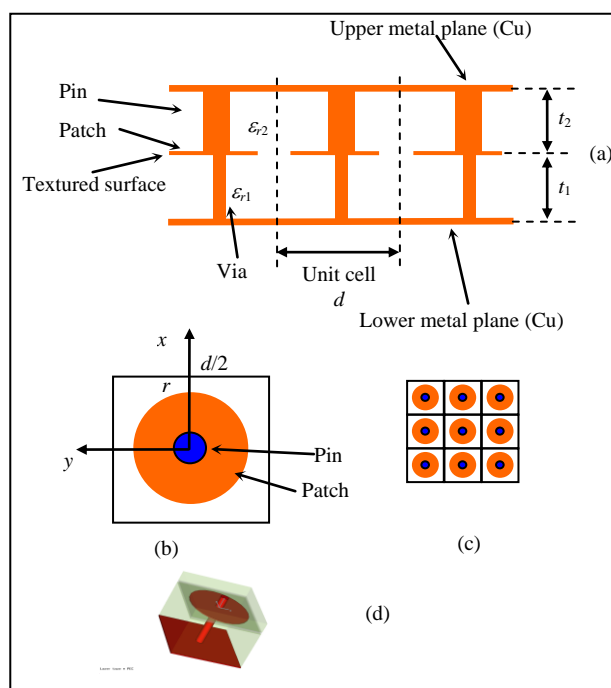 Upper metal plane (Cu)
Pin
Patch
εr2
t2
(a)
Textured surface
εr1
t1
Via
Unit cell
d
Lower metal plane (Cu)
x
d/2
r
y
Pin
Patch
(b)
(c)
(d)